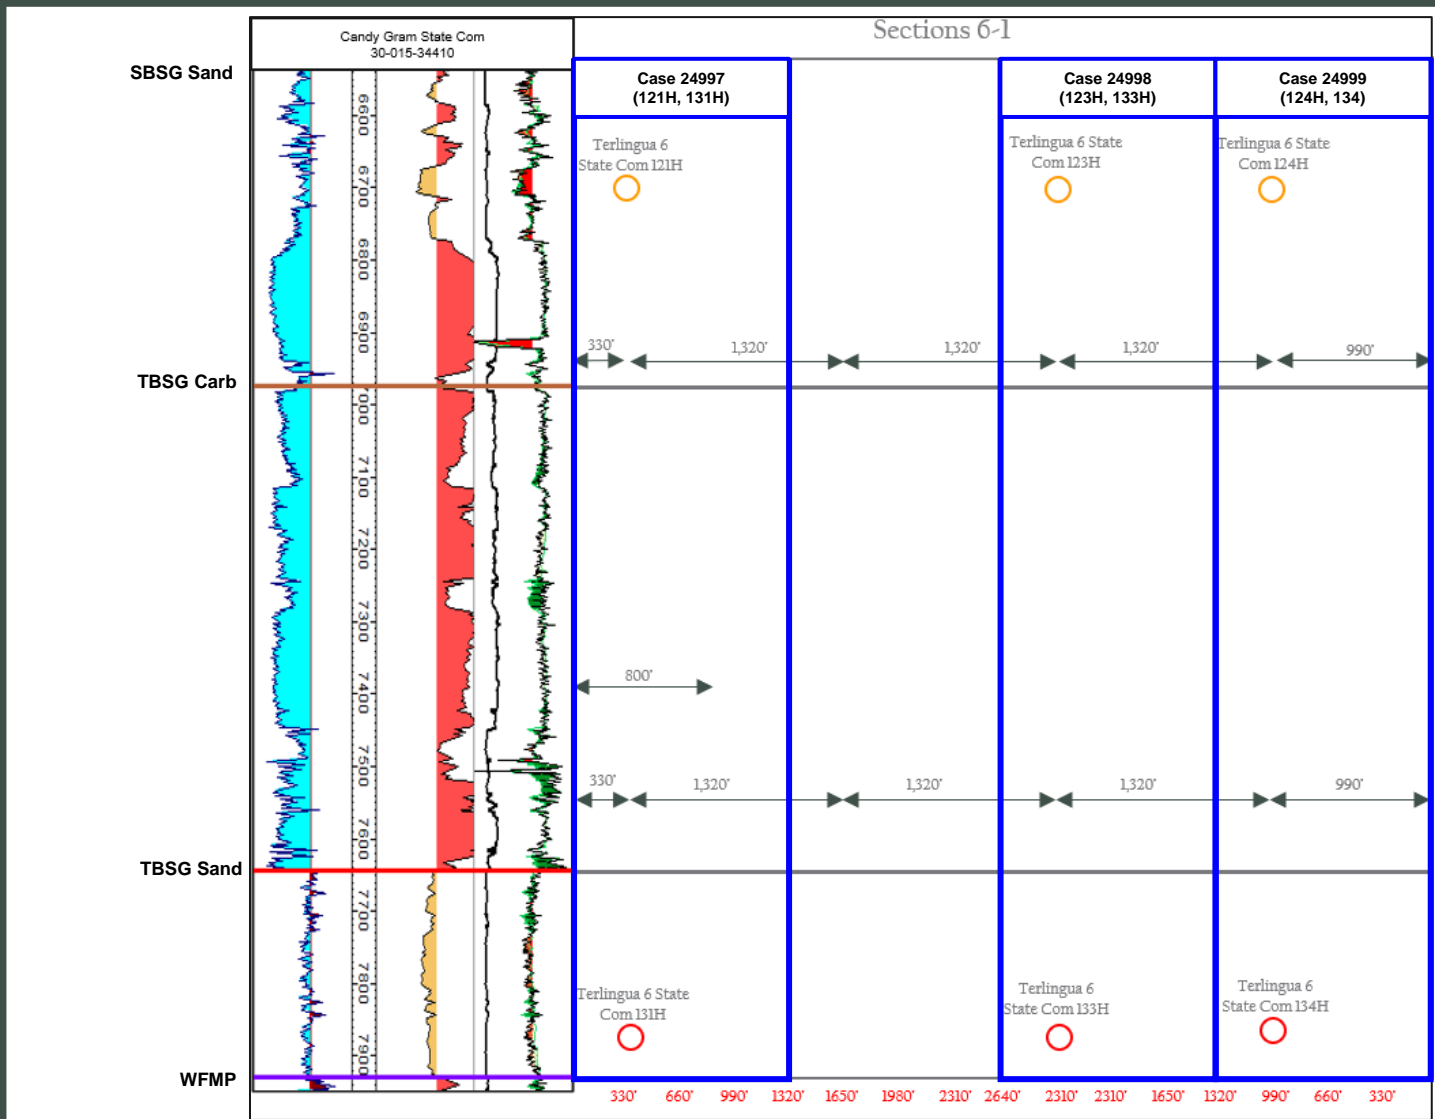 Candy Gram State Com
30-015-34410
Sections 6-1
SBSG Sand
Case 24997
(121H, 131H)
Case 24998
(123H, 133H)
Case 24999
(124H, 134)
6600
Terlingua 6
State Com 121H
Terlingua 6 State
Com 123H
Terlingua 6 State
Com 124H
6700
6800
6900
330' 1,320' 1,320' 1,320' 990'
TBSG Carb
7000
7100
7200
7300
800'
7400
7500
330' 1,320' 1,320' 1,320' 990'
7600
TBSG Sand
7700
7800
Terlingua 6 State
Com 131H
Terlingua 6
State Com 133H
Terlingua 6
State Com 134H
7900
WFMP
330' 660' 990' 1320' 1650' 1980' 2310' 2640' 2310' 2310' 1650' 1320' 990' 660' 330'